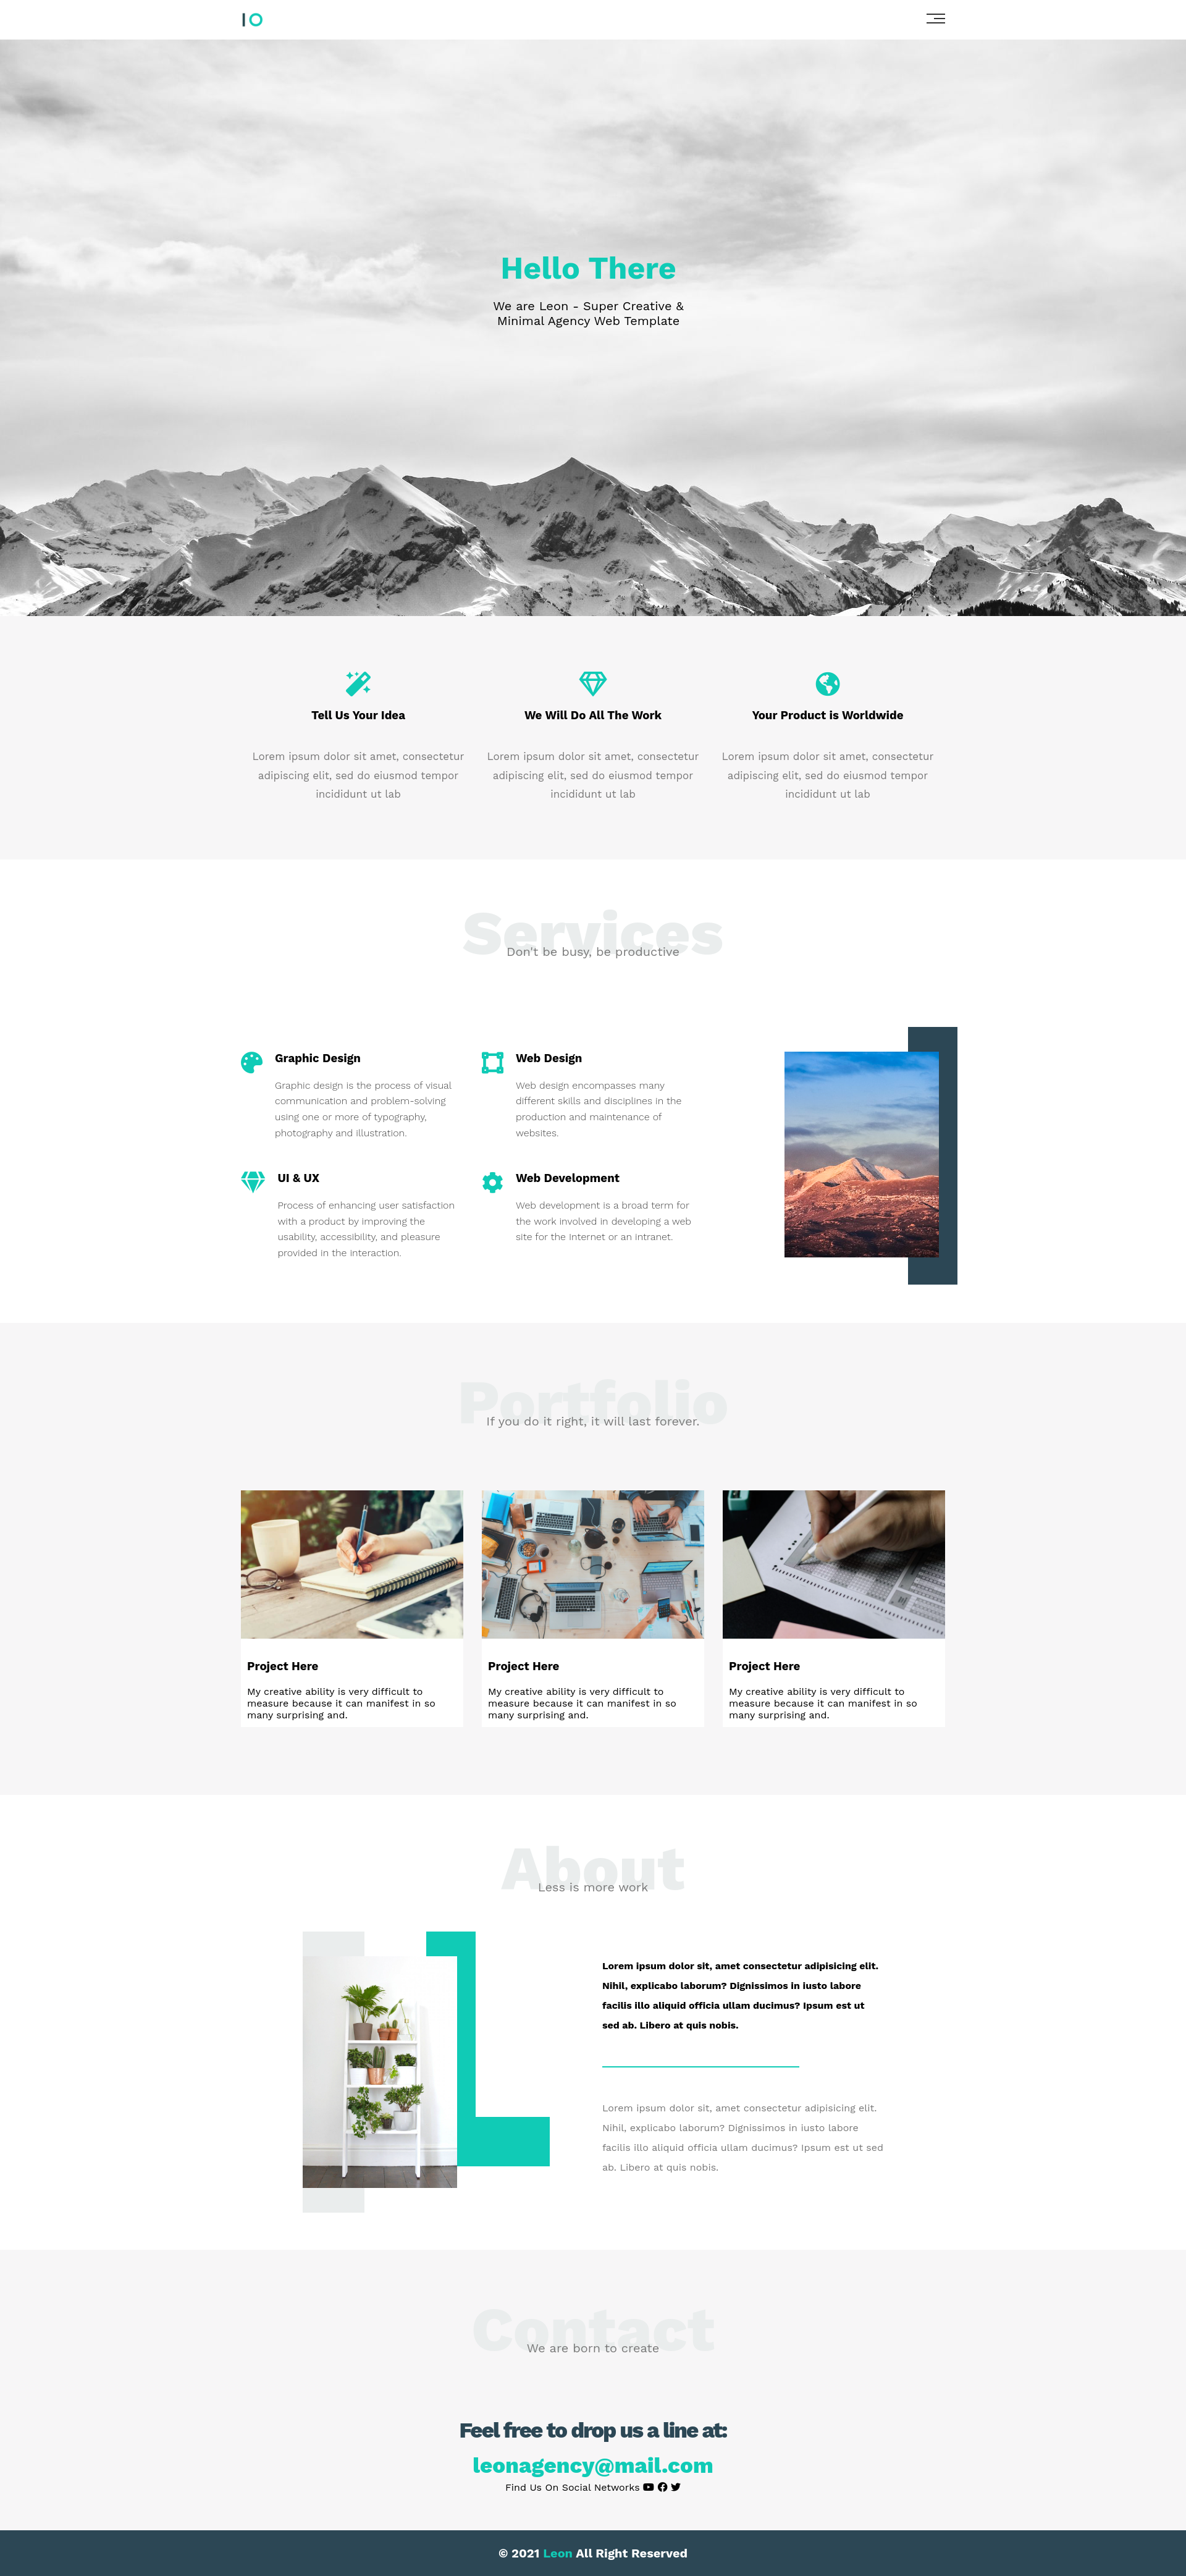 IO
Hello There
We are Leon - Super Creative &
Minimal Agency Web Template
Tell Us Your Idea
Lorem ipsum dolor sit amet, consectetur
adipiscing elit, sed do eiusmod tempor
incididunt ut lab
We Will Do All The Work
Lorem ipsum dolor sit amet, consectetur
adipiscing elit, sed do eiusmod tempor
incididunt ut lab
Your Product is Worldwide
Lorem ipsum dolor sit amet, consectetur
adipiscing elit, sed do eiusmod tempor
incididunt ut lab
Services
Don't be busy, be productive
Graphic Design
Graphic design is the process of visual
communication and problem-solving
using one or more of typography,
photography and illustration.
Web Design
Web design encompasses many
different skills and disciplines in the
production and maintenance of
websites.
UI & UX
Process of enhancing user satisfaction
with a product by improving the
usability, accessibility, and pleasure
provided in the interaction.
Web Development
Web development is a broad term for
the work involved in developing a web
site for the Internet or an intranet.
Portfolio
If you do it right, it will last forever.
Project Here
My creative ability is very difficult to
measure because it can manifest in so
many surprising and.
Project Here
My creative ability is very difficult to
measure because it can manifest in so
many surprising and.
Project Here
My creative ability is very difficult to
measure because it can manifest in so
many surprising and.
About
Less is more work
Lorem ipsum dolor sit, amet consectetur adipisicing elit.
Nihil, explicabo laborum? Dignissimos in iusto labore
facilis illo aliquid officia ullam ducimus? Ipsum est ut
sed ab. Libero at quis nobis.
Lorem ipsum dolor sit, amet consectetur adipisicing elit.
Nihil, explicabo laborum? Dignissimos in iusto labore
facilis illo aliquid officia ullam ducimus? Ipsum est ut sed
ab. Libero at quis nobis.
Contact
We are born to create
Feel free to drop us a line at:
leonagency@mail.com
Find Us On Social Networks
© 2021 Leon All Right Reserved